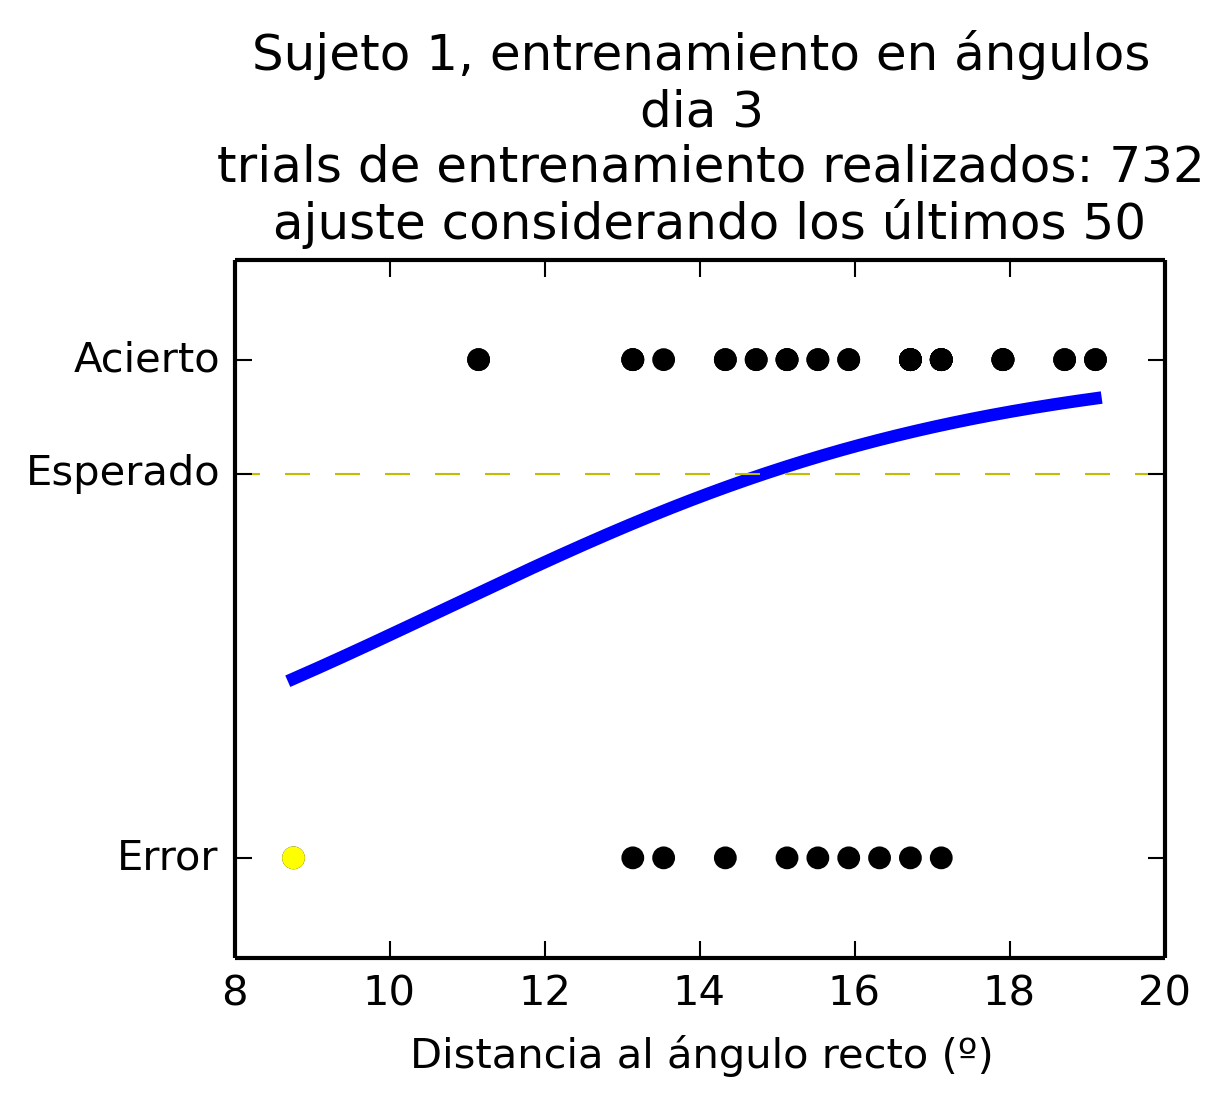 Sujeto 1, entrenamiento en ángulos
dia 3
trials de entrenamiento realizados: 732
ajuste considerando los últimos 50
Acierto
Esperado
Error
8 10 12 14 16 18 20
Distancia al ángulo recto (º)